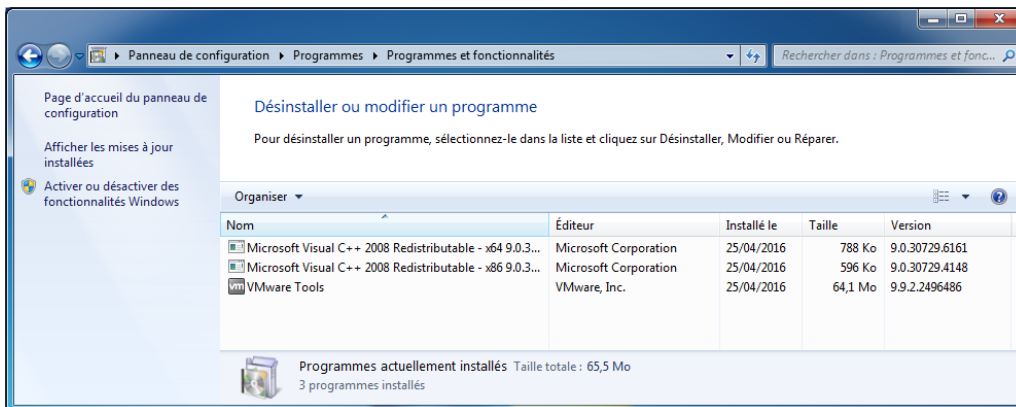 Panneau de configuration Programmes Programmes et fonctionnalités
Rechercher dans : Programmes et fonc...
Page d'accueil du panneau de
configuration
Afficher les mises à jour
installées
Activer ou désactiver des
fonctionnalités Windows
Désinstaller ou modifier un programme
Pour désinstaller un programme, sélectionnez-le dans la liste et cliquez sur Désinstaller, Modifier ou Réparer.
Organiser
Nom Éditeur Installé le Taille Version
Microsoft Visual C++ 2008 Redistributable - x64 9.0.3... Microsoft Corporation 25/04/2016 788 Ko 9.0.30729.6161
Microsoft Visual C++ 2008 Redistributable - x86 9.0.3... Microsoft Corporation 25/04/2016 596 Ko 9.0.30729.4148
vm VMware Tools VMware, Inc. 25/04/2016 64,1 Mo 9.9.2.2496486
Programmes actuellement installés Taille totale : 65,5 Mo
3 programmes installés